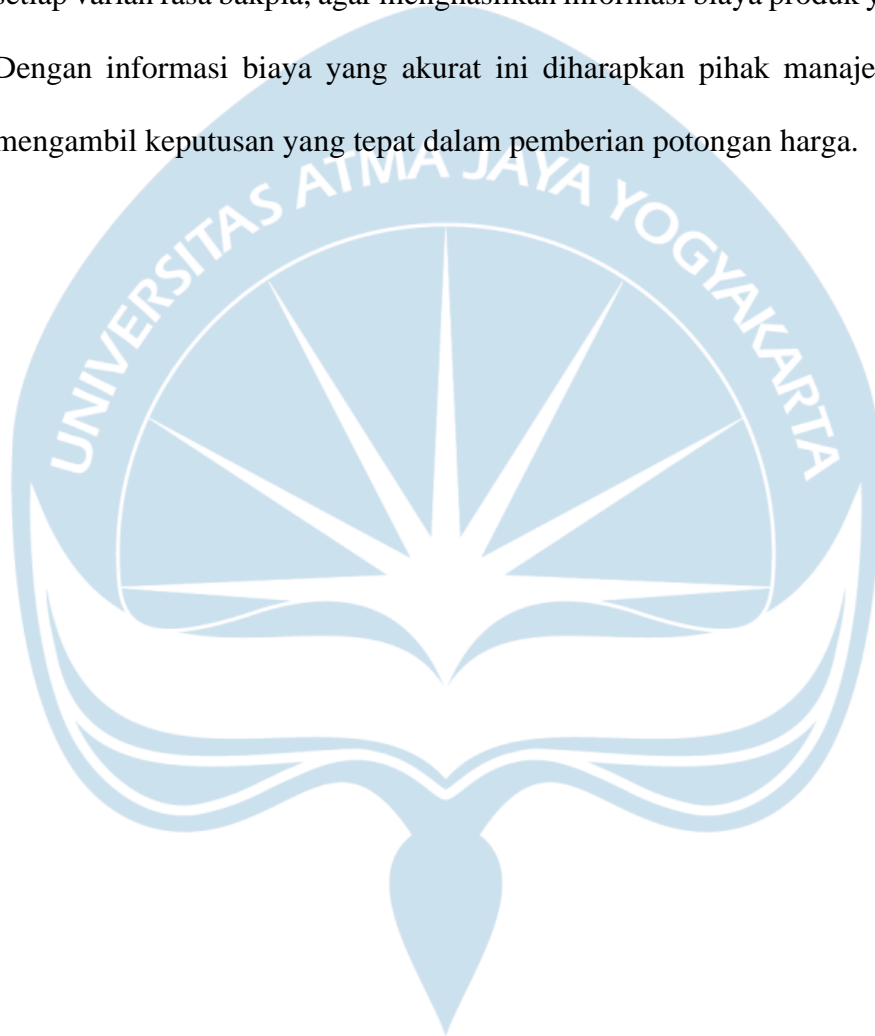 setiap varian rasa bakpia, agar menghasilkan informasi biaya produk y
Dengan informasi biaya yang akurat ini diharapkan pihak manaje
mengambil keputusan yang tepat dalam pemberian potongan harga.
UNIVERSITAS ATMA JAYA YOGYAKARTA